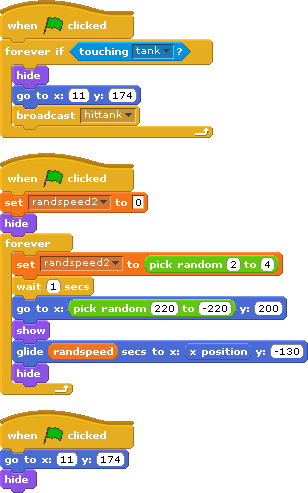 when clicked
forever if touching tank ?
hide
go to x: 11 y: 174
broadcast hittank
when clicked
set randspeed2 to 0
hide
forever
set randspeed2 to pick random 2 to 4
wait 1 secs
go to x: pick random 220 to -220 y: 200
show
glide randspeed secs to x: x position y: -130
hide
when clicked
go to x: 11 y: 174
hide